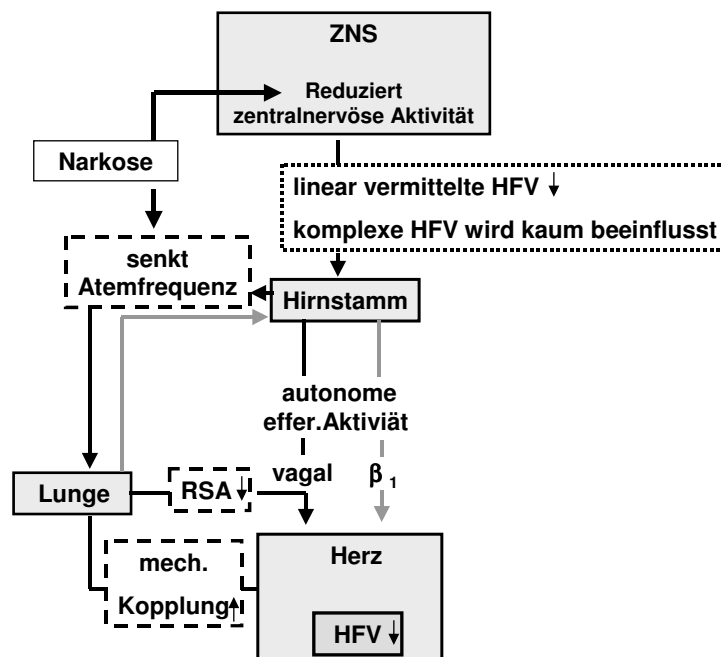 ZNS
Reduziert
zentralnervöse Aktivität
Narkose
linear vermittelte HFV ↓
komplexe HFV wird kaum beeinflusst
senkt
Atemfrequenz
Hirnstamm
autonome
effer.Aktiviät
vagal
β 1
Lunge
RSA ↓
mech.
Kopplung ↑
Herz
HFV ↓